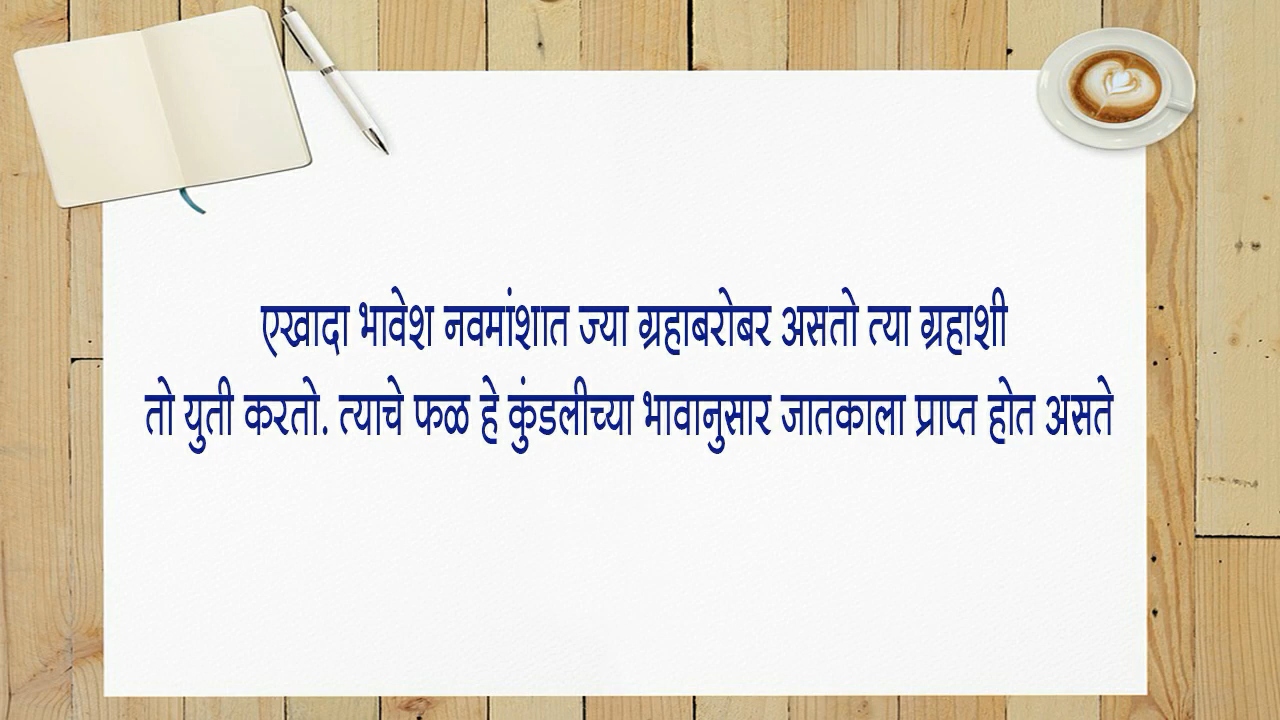 एखादा भावेश नवमांशात ज्या ग्रहाबरोबर असतो त्या ग्रहाशी
तो युती करतो. त्याचे फळ हे कुंडलीच्या भावानुसार जातकाला प्राप्त होत असते